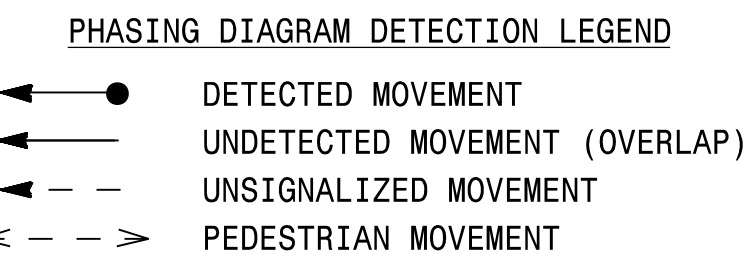 PHASING DIAGRAM DETECTION LEGEND
DETECTED MOVEMENT
UNDETECTED MOVEMENT (OVERLAP)
UNSIGNALIZED MOVEMENT
PEDESTRIAN MOVEMENT